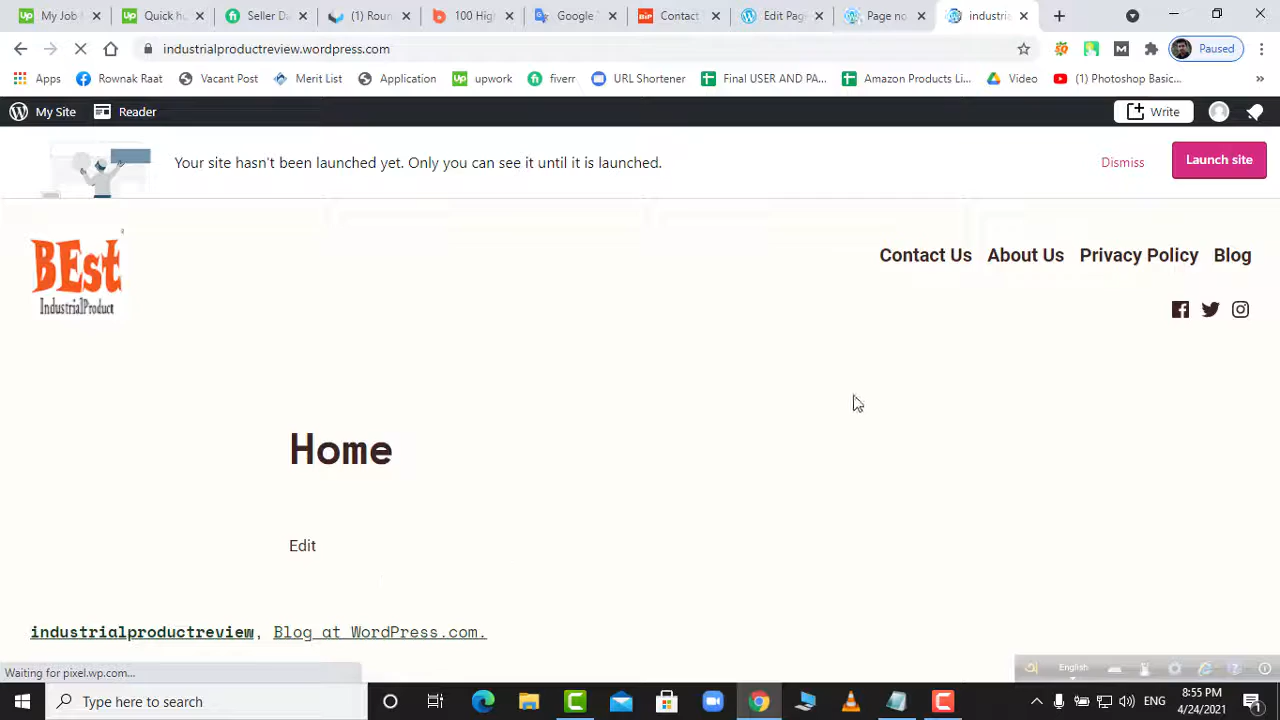 My Job
Quick h
Seller Da
(1)
100 Hig
Google
Contact
Edit Pag
Page no
industria
industrialproductreview.wordpress.com
Paused
Apps
Rownak Raat
Vacant Post
Merit List
Application
upwork
fiverr
URL Shortener
Final USER AND PA...
Amazon Products Li...
Video
(1) Photoshop Basic...
»
My Site
Reader
Write
Your site hasn't been launched yet. Only you can see it until it is launched.
Dismiss
Launch site
BEst
IndustrialProduct
Contact Us
About Us
Privacy Policy
Blog
Home
Edit
industrialproductreview, Blog at WordPress.com.
Waiting for pixel.wp.com...
English
Type here to search
ENG
8:55 PM
4/24/2021